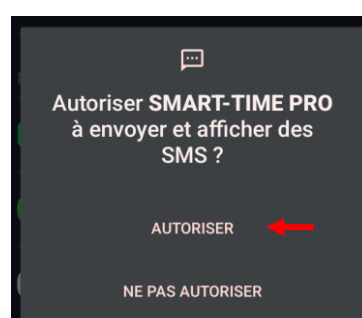 Autoriser SMART-TIME PRO
à envoyer et afficher des
SMS ?
AUTORISER
NE PAS AUTORISER